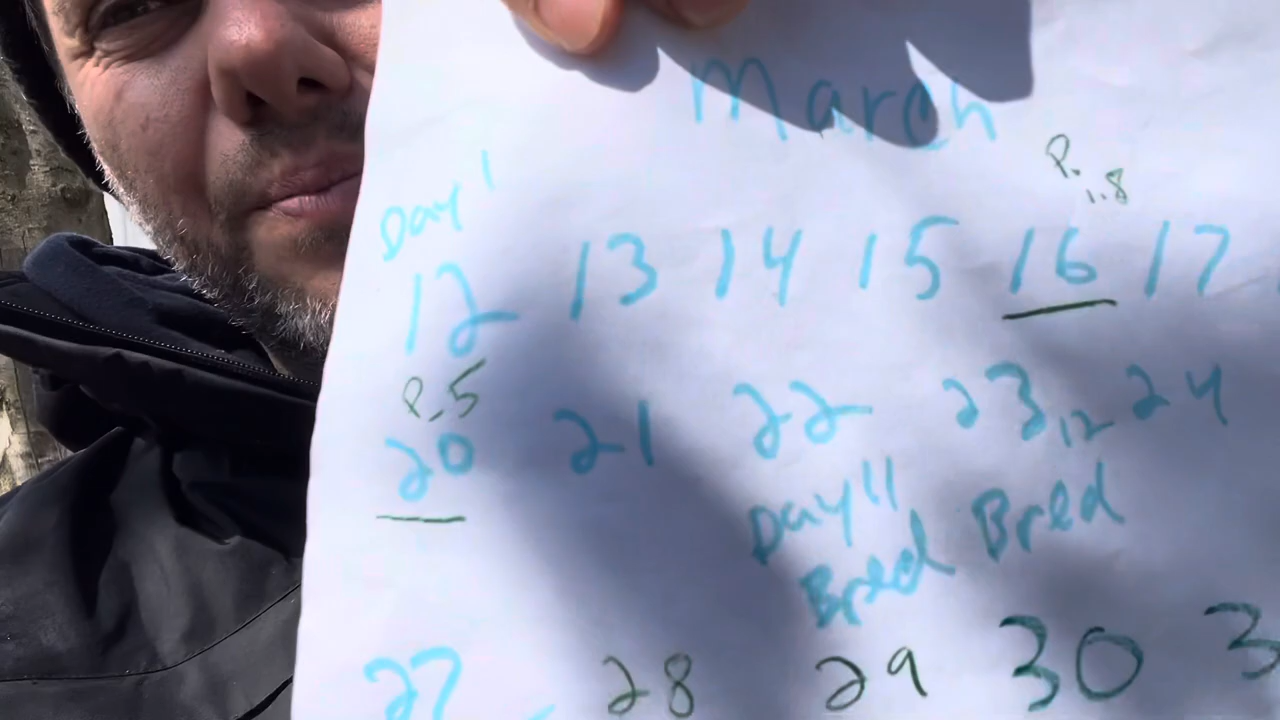 March
P. 1.8
Day 1
12 13 14 15 16 17
P. 5
20 21 22 23 12 24
Day 11 Bred
Bred
27 28 29 30 3